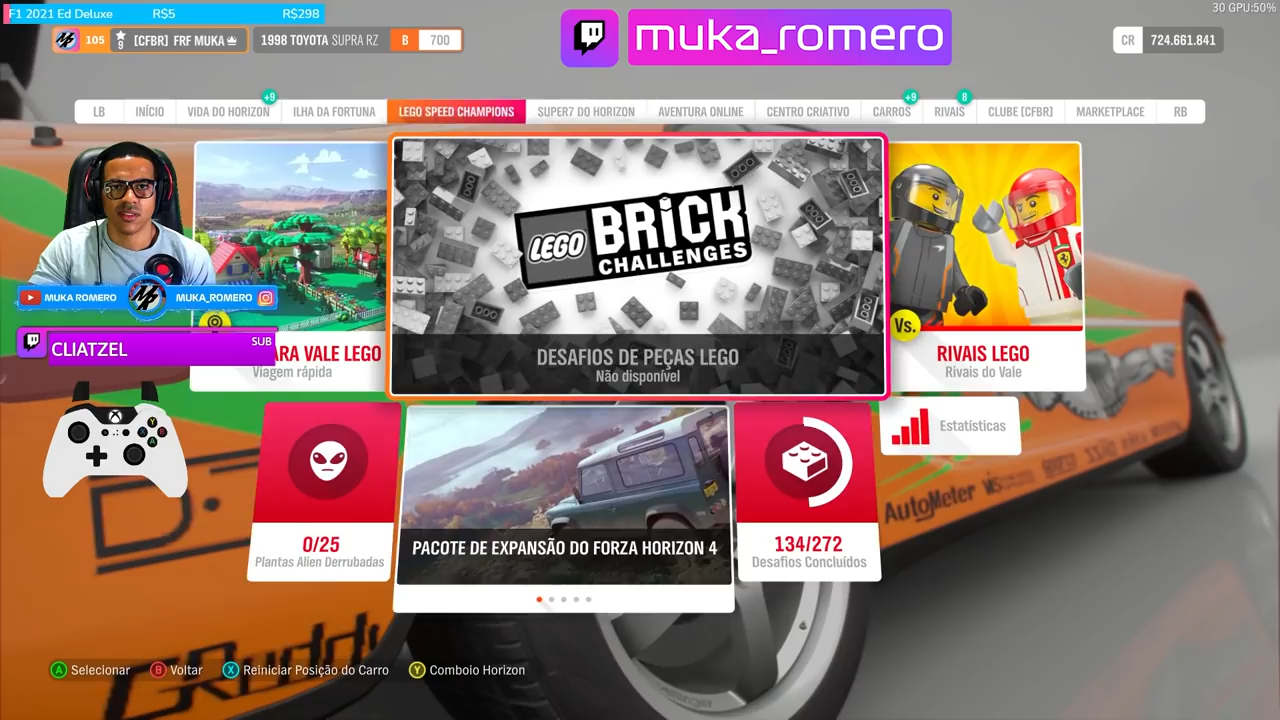 F1 2021 Ed Deluxe R$5 R$298
30 GPU:50%
105 9 [CFBR] FRF MUKA 1998 TOYOTA SUPRA RZ B 700
muka_romero
CR 724.661.841
+9 +9 8
LB INÍCIO VIDA DO HORIZON ILHA DA FORTUNA LEGO SPEED CHAMPIONS SUPER7 DO HORIZON AVENTURA ONLINE CENTRO CRIATIVO CARROS RIVAIS CLUBE [CFBR] MARKETPLACE RB
LEGO BRICK
CHALLENGES
MUKA ROMERO MUKA_ROMERO
CLIATZEL SUB
ARA VALE LEGO
Viagem rápida
DESAFIOS DE PEÇAS LEGO
Não disponível
Vs.
RIVAIS LEGO
Rivais do Vale
Estatísticas
0/25
Plantas Alien Derrubadas
PACOTE DE EXPANSÃO DO FORZA HORIZON 4
134/272
Desafios Concluídos
AutoMeter
GReddy
A Selecionar B Voltar X Reiniciar Posição do Carro Y Comboio Horizon